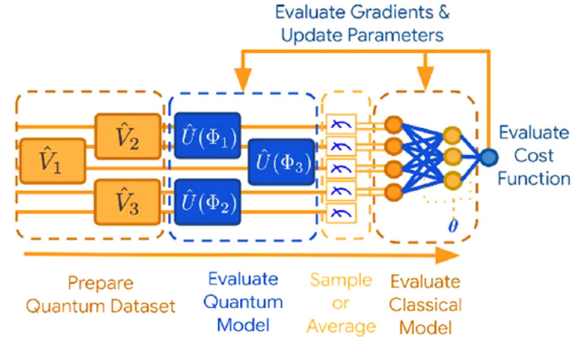 Evaluate Gradients &
Update Parameters
V̂₁
V̂₂
V̂₃
Û(Φ₁)
Û(Φ₂)
Û(Φ₃)
Evaluate
Cost
Function
θ
Prepare
Quantum Dataset
Evaluate
Quantum
Model
Sample
or
Average
Evaluate
Classical
Model